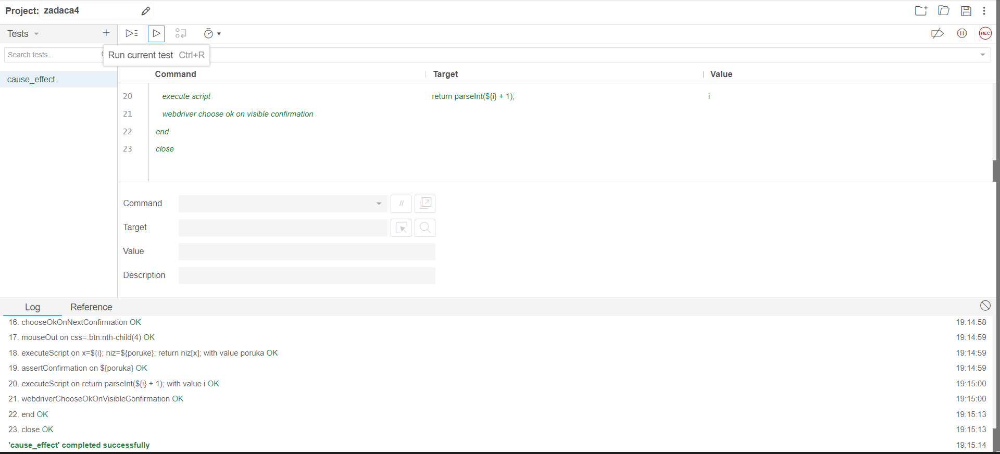 Project: zadaca4
Tests
REC
Search tests...
Run current test Ctrl+R
Command Target Value
cause_effect
20 execute script return parseInt(${i} + 1); i
21 webdriver choose ok on visible confirmation
22 end
23 close
Command //
Target
Value
Description
Log Reference
16. chooseOkOnNextConfirmation OK 19:14:58
17. mouseOut on css=.btn:nth-child(4) OK 19:14:59
18. executeScript on x=${i}; niz=${poruke}; return niz[x]; with value poruka OK 19:14:59
19. assertConfirmation on ${poruka} OK 19:14:59
20. executeScript on return parseInt(${i} + 1); with value i OK 19:15:00
21. webdriverChooseOkOnVisibleConfirmation OK 19:15:00
22. end OK 19:15:13
23. close OK 19:15:13
'cause_effect' completed successfully 19:15:14